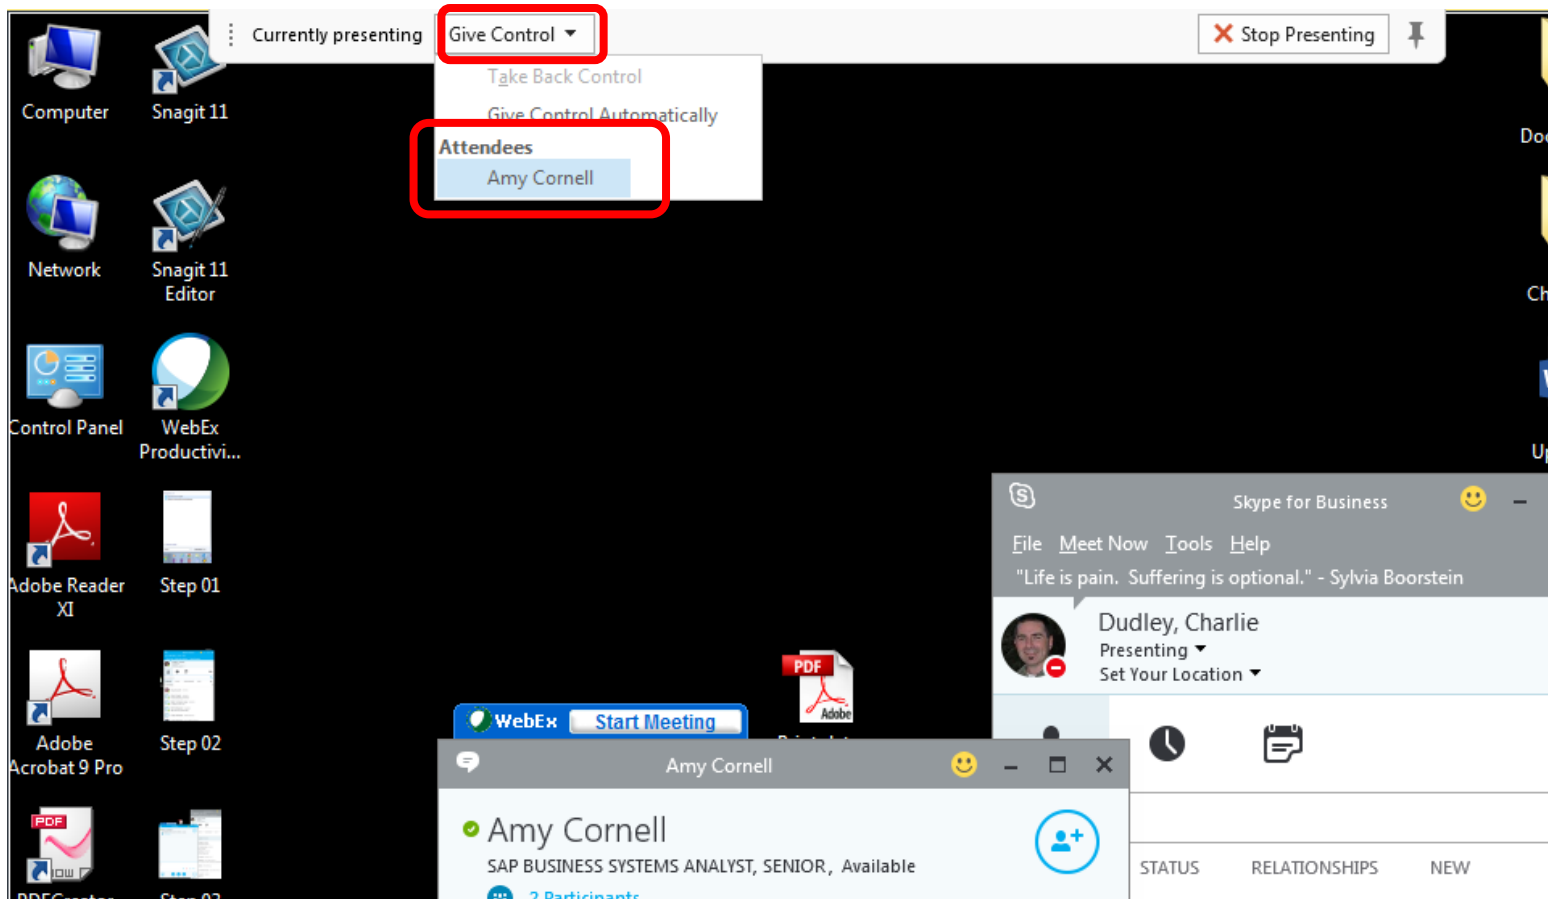 Currently presenting
Give Control
Stop Presenting
Take Back Control
Give Control Automatically
Attendees
Amy Cornell
Computer
Snagit 11
Network
Snagit 11
Editor
Control Panel
WebEx
Productivi...
Adobe Reader
XI
Step 01
Adobe
Acrobat 9 Pro
Step 02
PDF
PDF
Adobe
WebEx
Start Meeting
Skype for Business
File Meet Now Tools Help
"Life is pain. Suffering is optional." - Sylvia Boorstein
Dudley, Charlie
Presenting
Set Your Location
STATUS
RELATIONSHIPS
NEW
Amy Cornell
Amy Cornell
SAP BUSINESS SYSTEMS ANALYST, SENIOR, Available
2 Participants